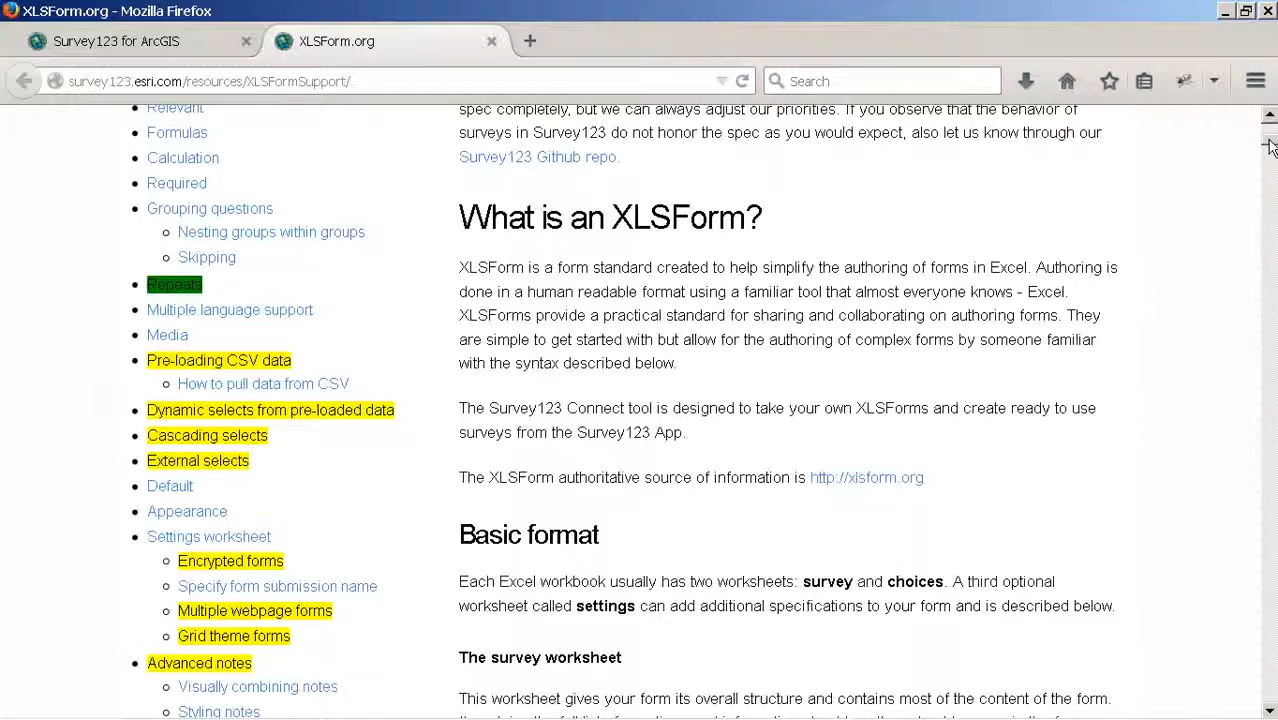 XLSForm.org - Mozilla Firefox
Survey123 for ArcGIS
XLSForm.org
survey123.esri.com/resources/XLSFormSupport/
Search
Relevant
Formulas
Calculation
Required
Grouping questions
Nesting groups within groups
Skipping
Repeats
Multiple language support
Media
Pre-loading CSV data
How to pull data from CSV
Dynamic selects from pre-loaded data
Cascading selects
External selects
Default
Appearance
Settings worksheet
Encrypted forms
Specify form submission name
Multiple webpage forms
Grid theme forms
Advanced notes
Visually combining notes
Styling notes
spec completely, but we can always adjust our priorities. If you observe that the behavior of
surveys in Survey123 do not honor the spec as you would expect, also let us know through our
Survey123 Github repo.
What is an XLSForm?
XLSForm is a form standard created to help simplify the authoring of forms in Excel. Authoring is
done in a human readable format using a familiar tool that almost everyone knows - Excel.
XLSForms provide a practical standard for sharing and collaborating on authoring forms. They
are simple to get started with but allow for the authoring of complex forms by someone familiar
with the syntax described below.
The Survey123 Connect tool is designed to take your own XLSForms and create ready to use
surveys from the Survey123 App.
The XLSForm authoritative source of information is http://xlsform.org
Basic format
Each Excel workbook usually has two worksheets: survey and choices. A third optional
worksheet called settings can add additional specifications to your form and is described below.
The survey worksheet
This worksheet gives your form its overall structure and contains most of the content of the form.